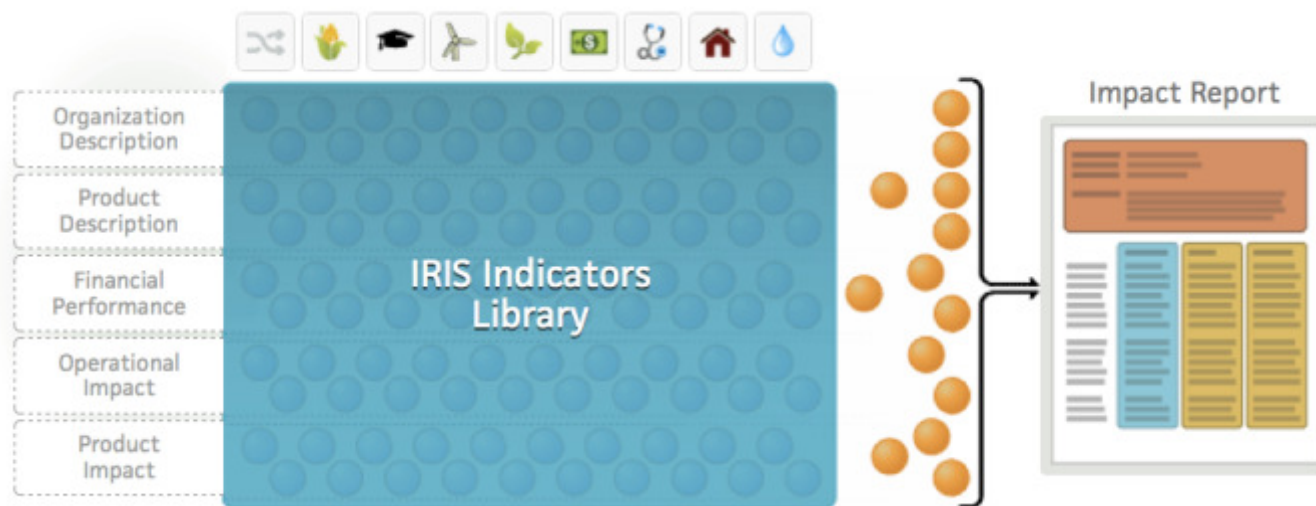 Organization
Description
Product
Description
Financial
Performance
Operational
Impact
Product
Impact
IRIS Indicators
Library
Impact Report